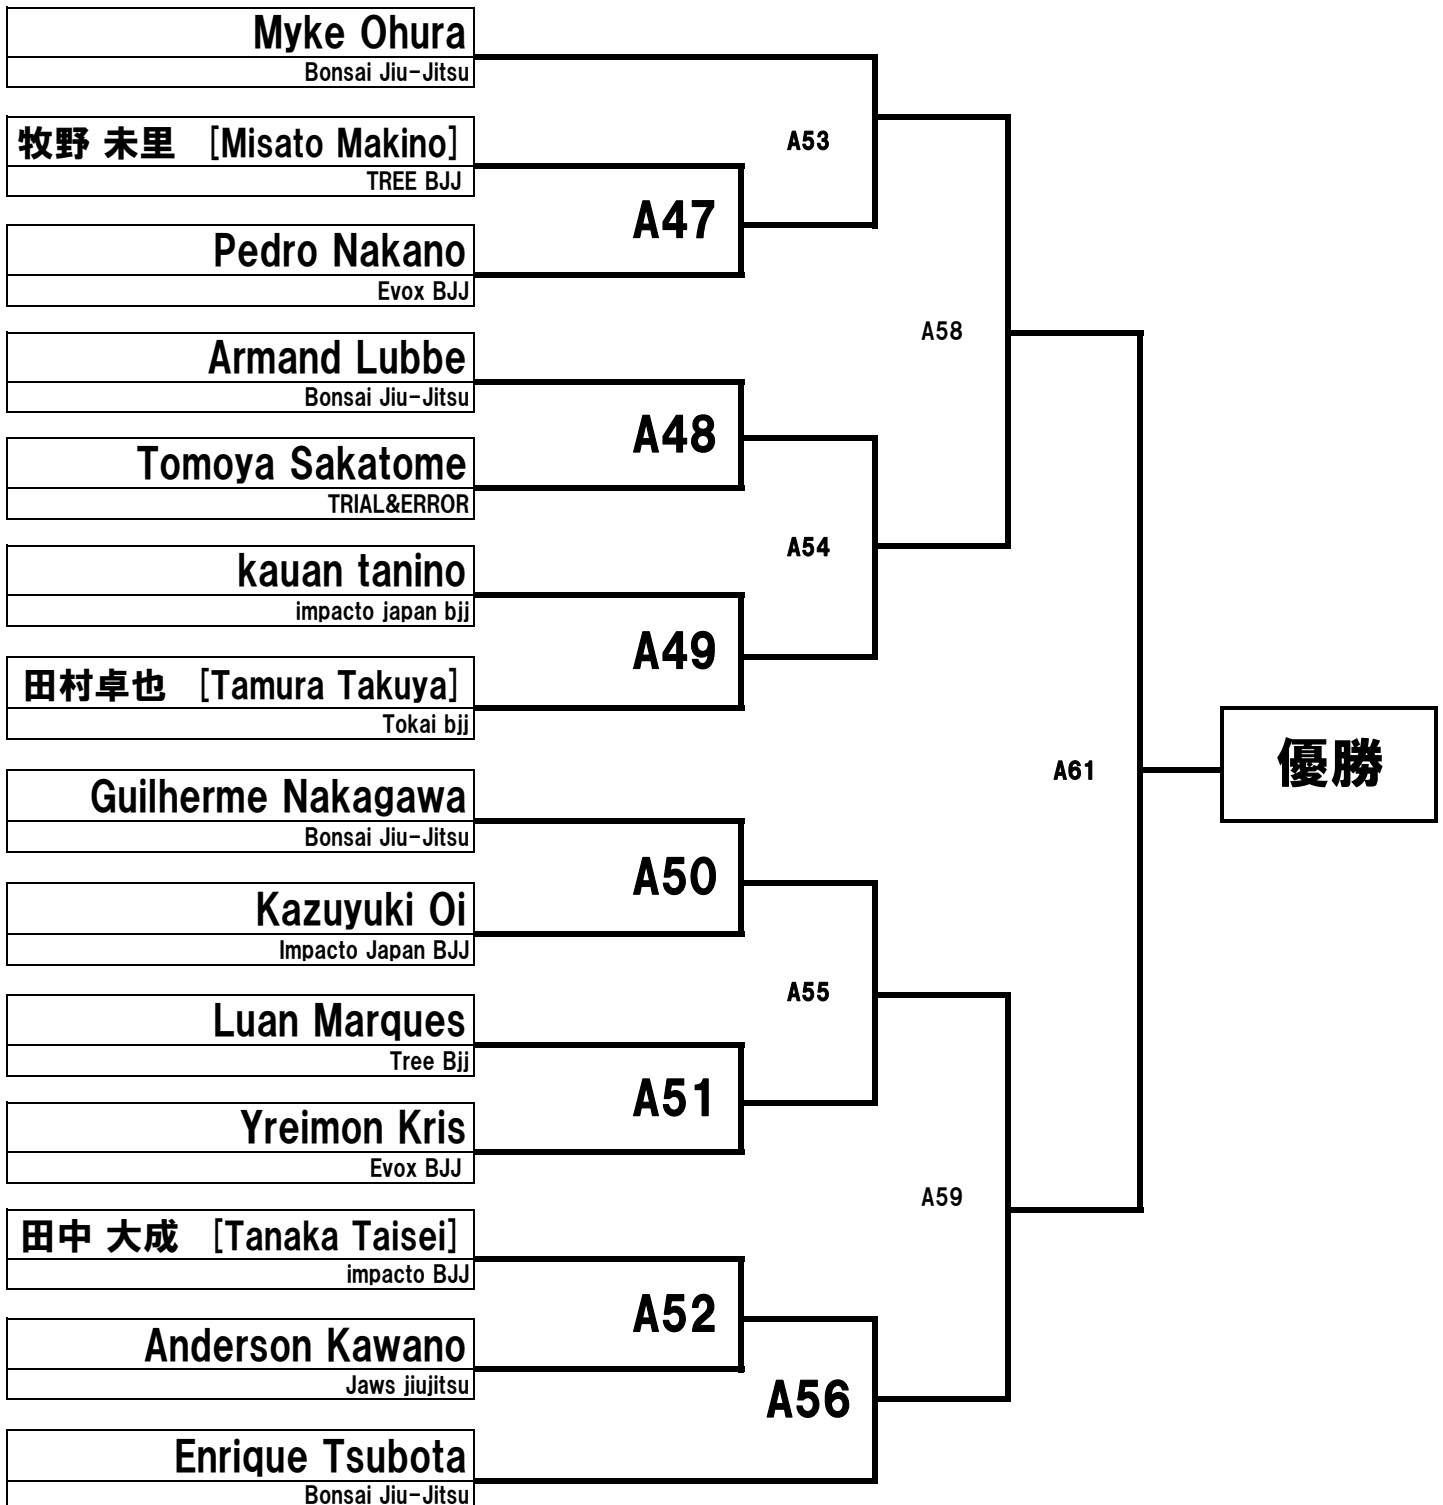 Myke Ohura
Bonsai Jiu-Jitsu
牧野 未里 [Misato Makino]
TREE BJJ
A53
A47
Pedro Nakano
Evox BJJ
A58
Armand Lubbe
Bonsai Jiu-Jitsu
A48
Tomoya Sakatome
TRIAL&ERROR
A54
kauan tanino
impacto japan bjj
A49
田村卓也 [Tamura Takuya]
Tokai bjj
A61
優勝
Guilherme Nakagawa
Bonsai Jiu-Jitsu
A50
Kazuyuki Oi
Impacto Japan BJJ
A55
Luan Marques
Tree Bjj
A51
Yreimon Kris
Evox BJJ
A59
田中 大成 [Tanaka Taisei]
impacto BJJ
A52
Anderson Kawano
Jaws jiujitsu
A56
Enrique Tsubota
Bonsai Jiu-Jitsu